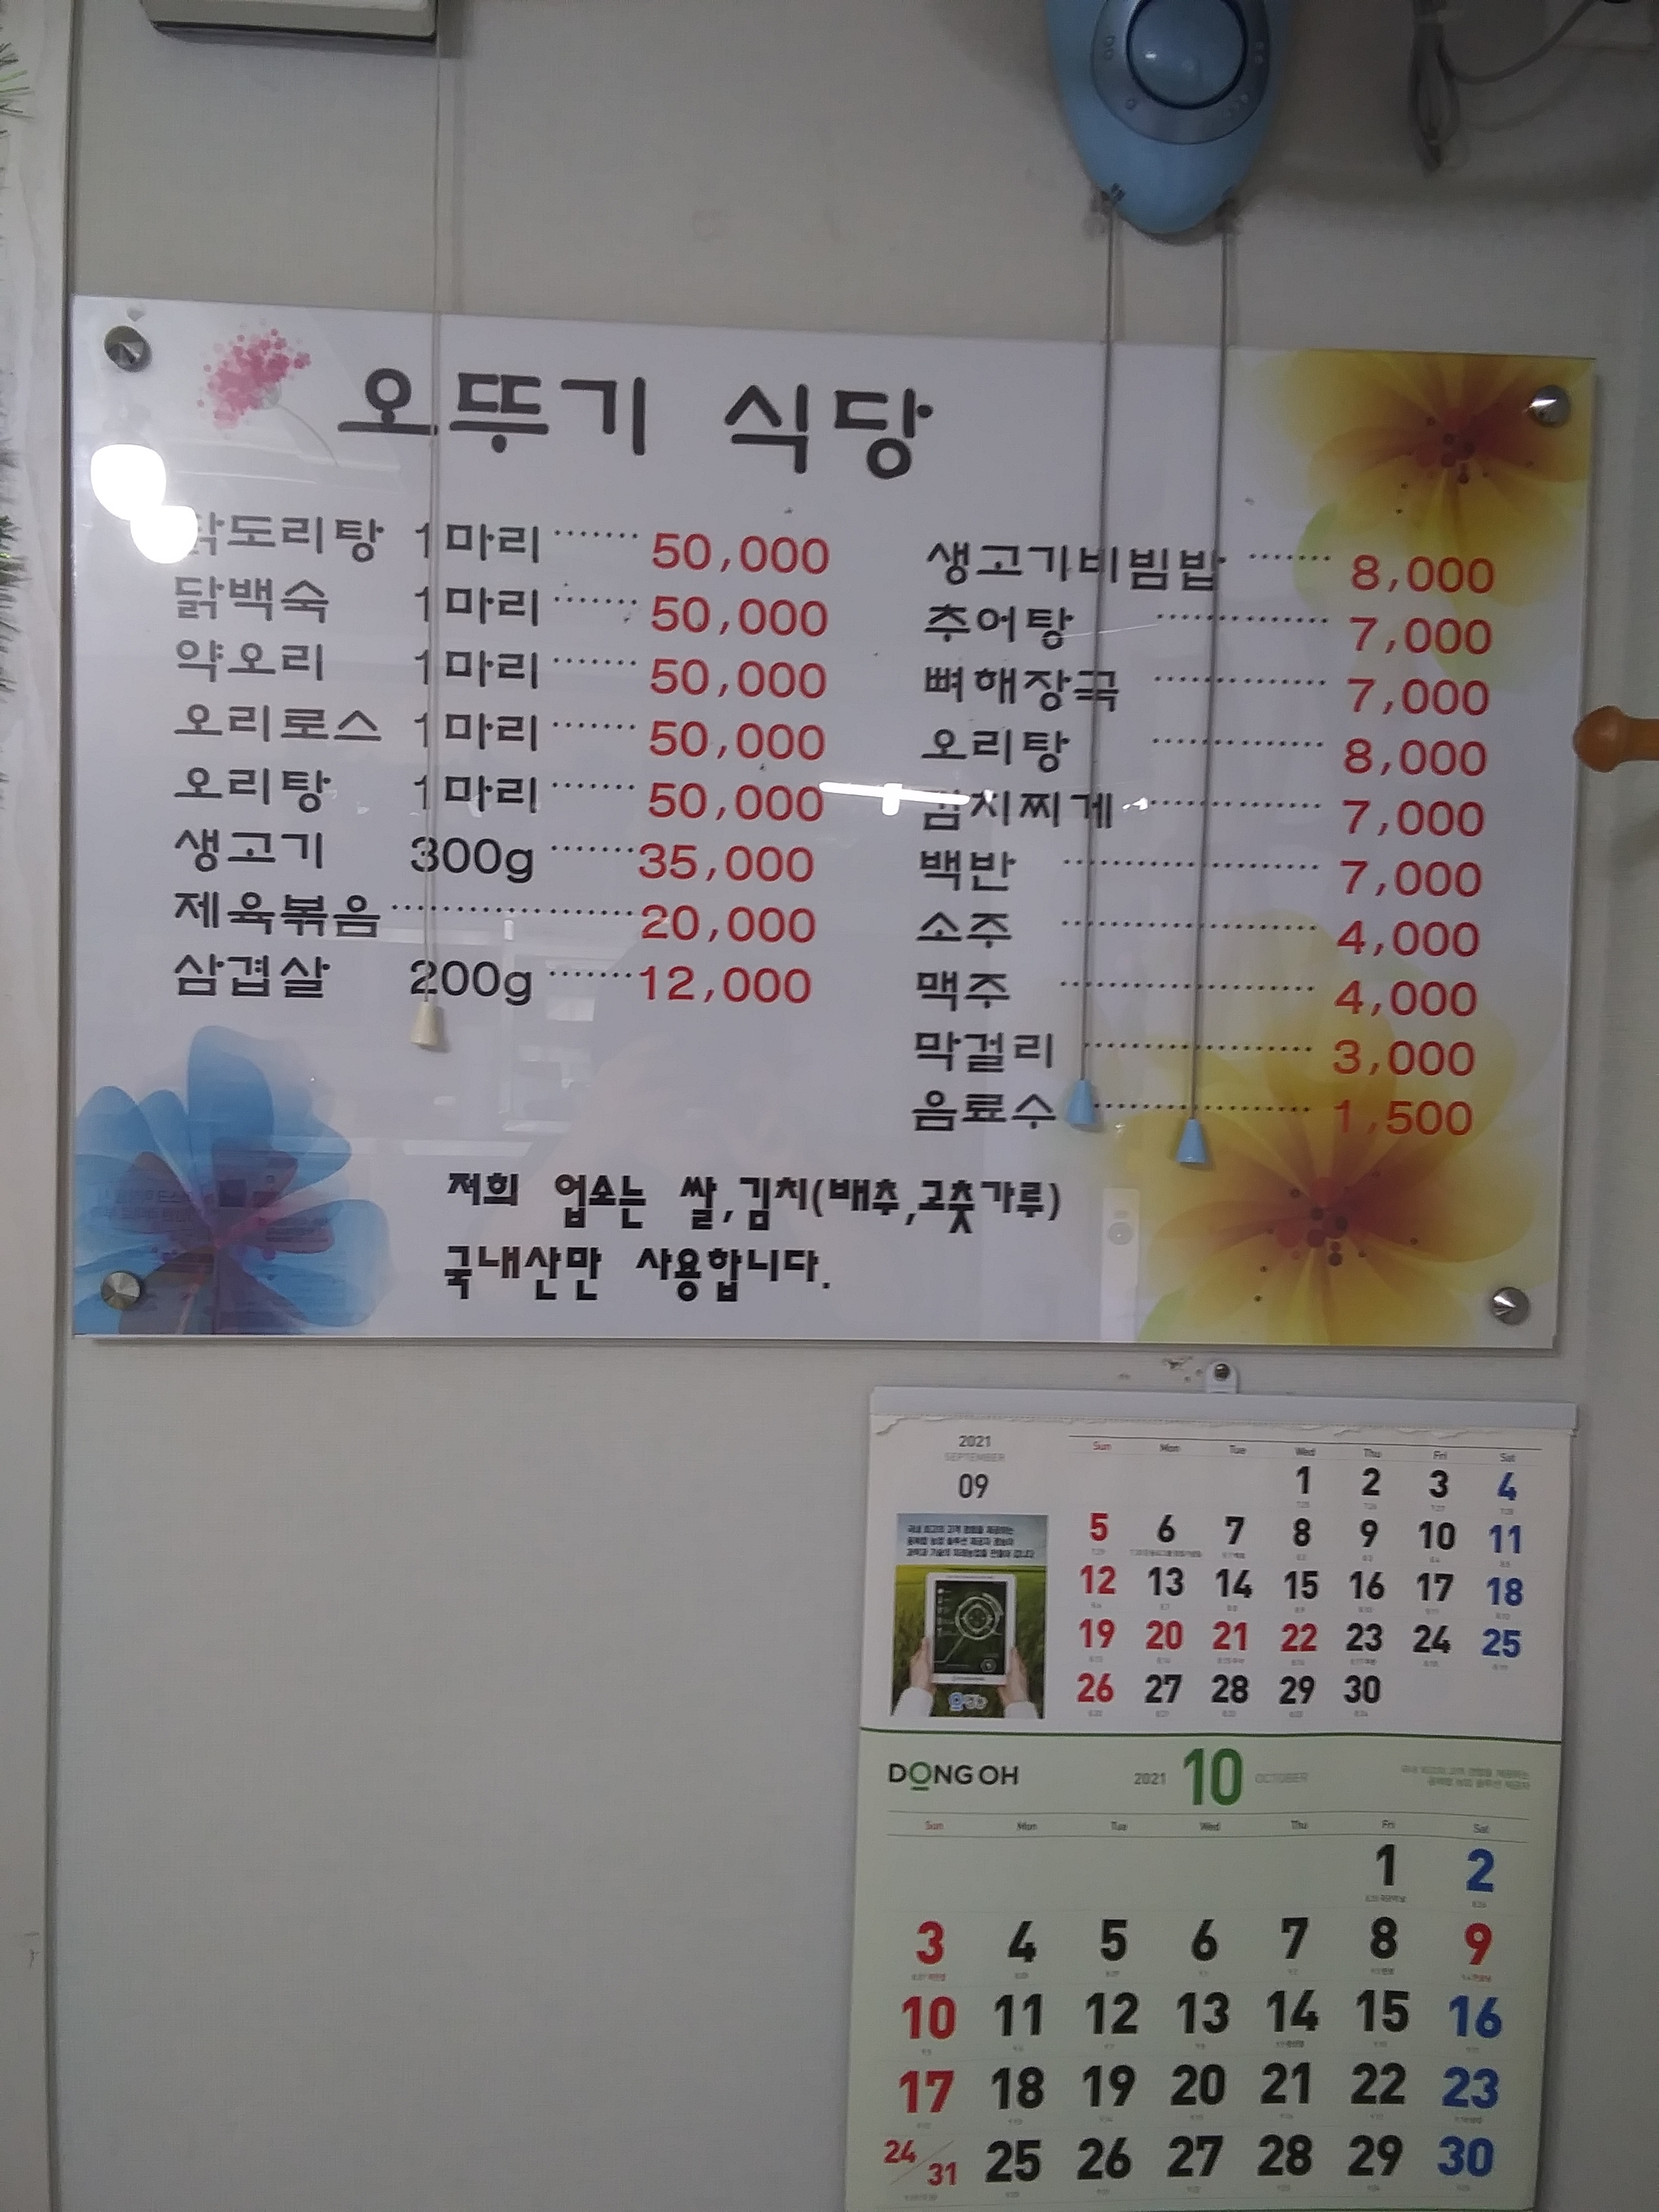 오뚜기 식당
닭도리탕 1마리 ······· 50,000
닭백숙 1마리 ······· 50,000
약오리 1마리 ······· 50,000
오리로스 1마리 ······· 50,000
오리탕 1마리 ······· 50,000
생고기 300g ······· 35,000
제육볶음 ··················· 20,000
삼겹살 200g ······· 12,000
생고기비빔밥 ······· 8,000
추어탕 ·············· 7,000
뼈해장국 ·············· 7,000
오리탕 ·············· 8,000
김치찌게 ·············· 7,000
백반 ····················· 7,000
소주 ····················· 4,000
맥주 ····················· 4,000
막걸리 ··················· 3,000
음료수 ··················· 1,500
저희 업소는 쌀,김치(배추,고춧가루)
국내산만 사용합니다.
2021
SEPTEMBER
09
Sun Mon Tue Wed Thu Fri Sat
1 2 3 4
5 6 7 8 9 10 11
12 13 14 15 16 17 18
19 20 21 22 23 24 25
26 27 28 29 30
DONG OH
2021 10 OCTOBER
Sun Mon Tue Wed Thu Fri Sat
1 2
3 4 5 6 7 8 9
10 11 12 13 14 15 16
17 18 19 20 21 22 23
24/31 25 26 27 28 29 30